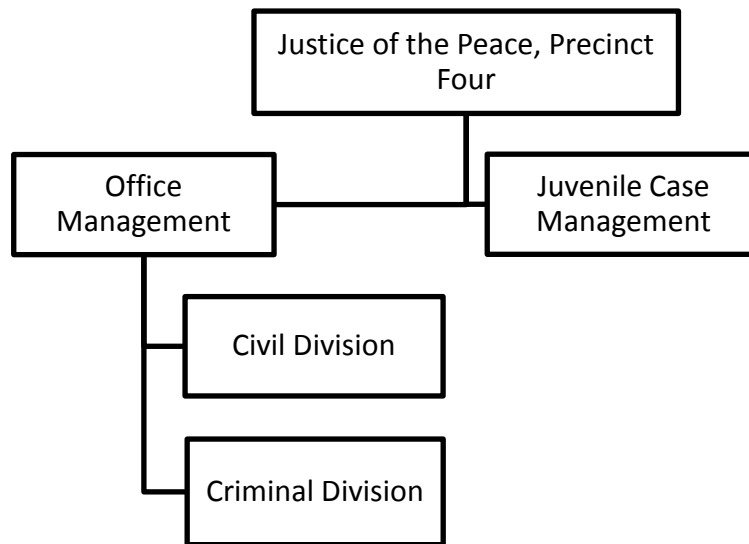 Justice of the Peace, Precinct
Four
Office
Management
Juvenile Case
Management
Civil Division
Criminal Division